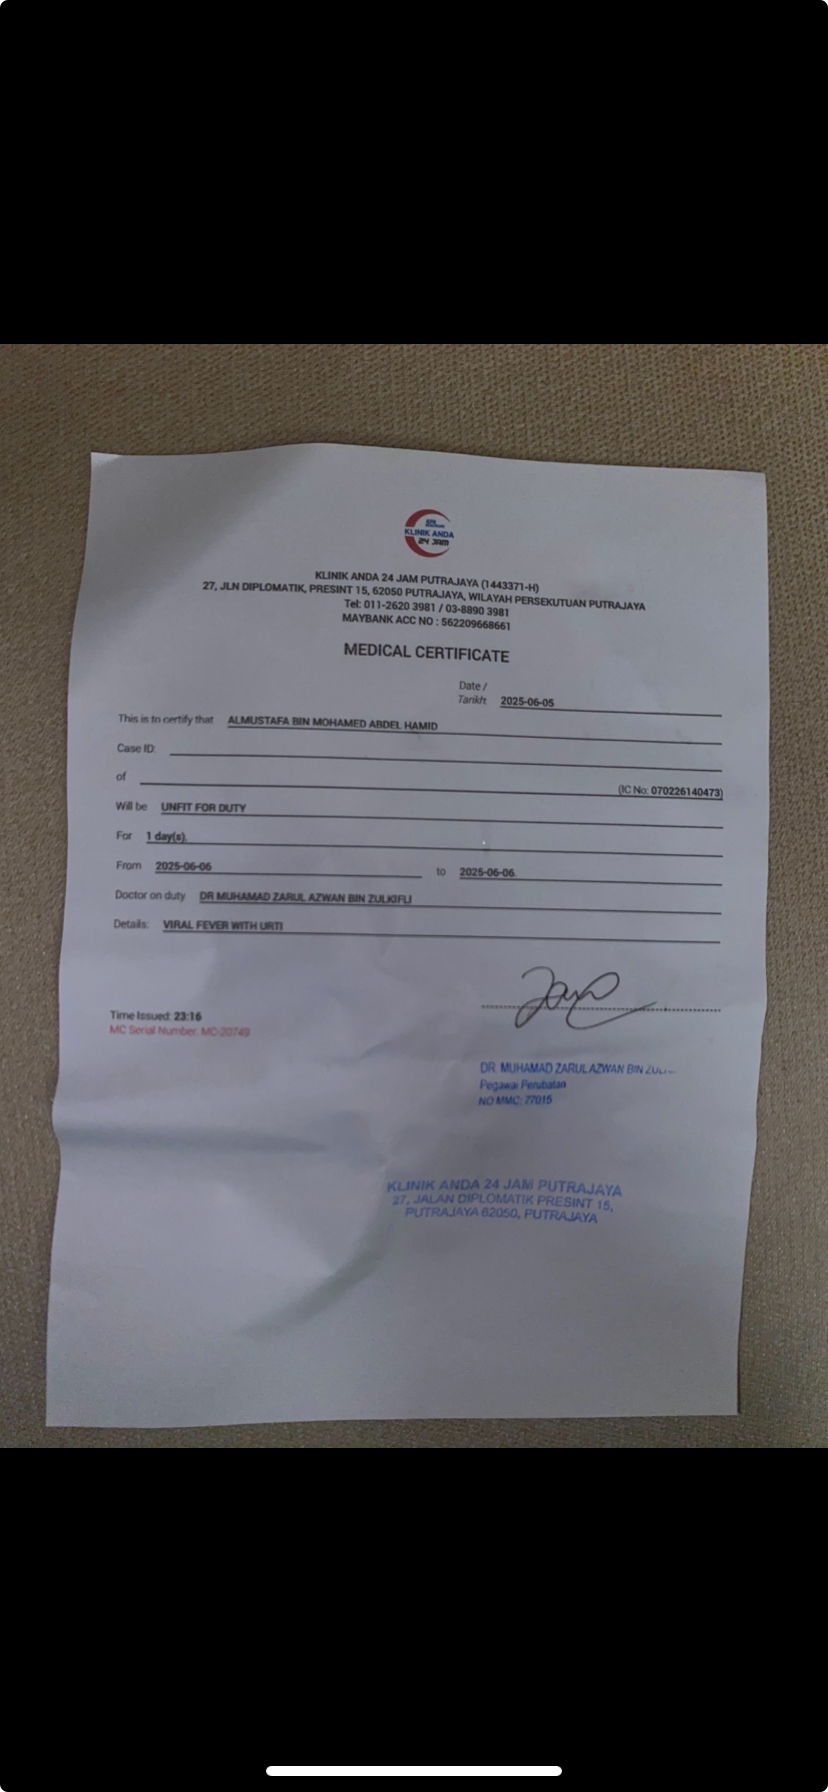 KLINIK ANDA
24 JAM
KLINIK ANDA 24 JAM PUTRAJAYA (1443371-H)
27, JLN DIPLOMATIK, PRESINT 15, 62050 PUTRAJAYA, WILAYAH PERSEKUTUAN PUTRAJAYA
Tel: 011-2620 3981 / 03-8890 3981
MAYBANK ACC NO : 562209668661
MEDICAL CERTIFICATE
Date /
Tarikh: 2025-06-05
This is to certify that ALMUSTAFA BIN MOHAMED ABDEL HAMID
Case ID:
of (IC No: 070226140473)
Will be UNFIT FOR DUTY
For 1 day(s).
From 2025-06-06 to 2025-06-06
Doctor on duty DR MUHAMAD ZARUL AZWAN BIN ZULKIFLI
Details: VIRAL FEVER WITH URTI
Time Issued: 23:16
MC Serial Number: MC-20749
DR MUHAMAD ZARUL AZWAN BIN
Pegawai Perubatan
NO MMC: 77015
KLINIK ANDA 24 JAM PUTRAJAYA
27, JALAN DIPLOMATIK PRESINT 15,
PUTRAJAYA 62050, PUTRAJAYA